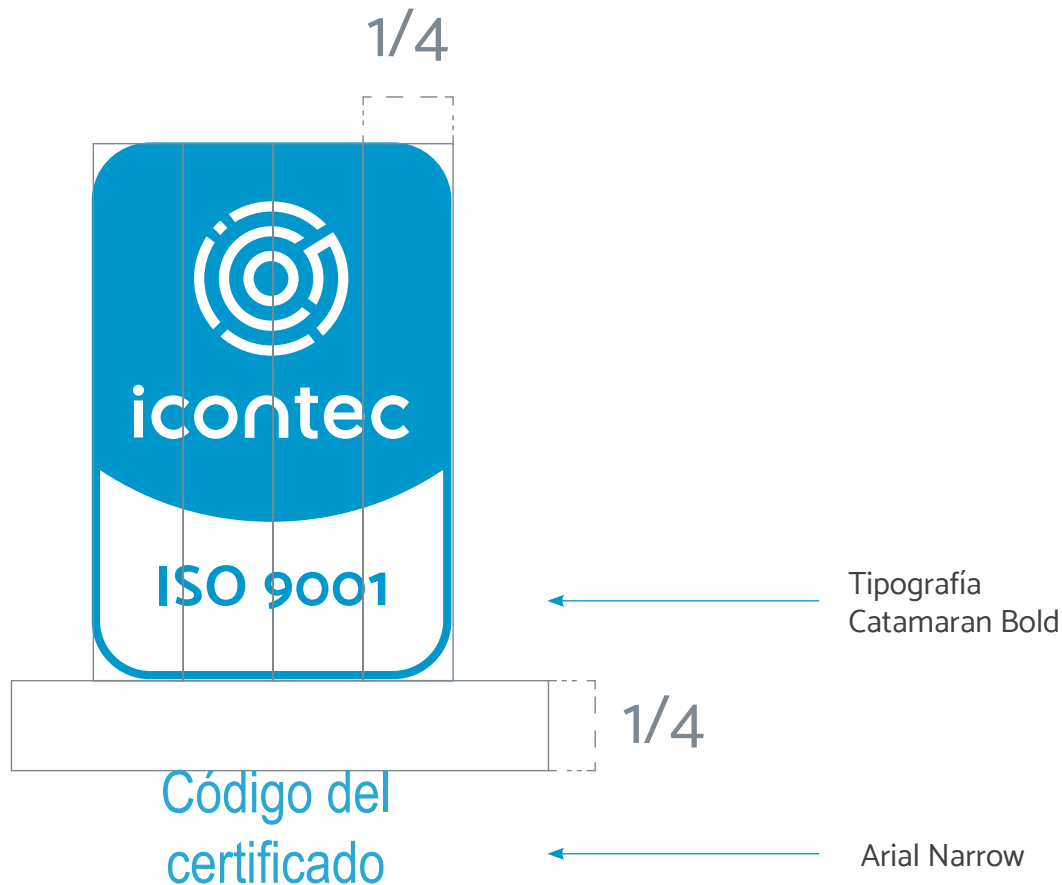 1/4
icontec
ISO 9001
Tipografía
Catamaran Bold
1/4
Código del
certificado
Arial Narrow